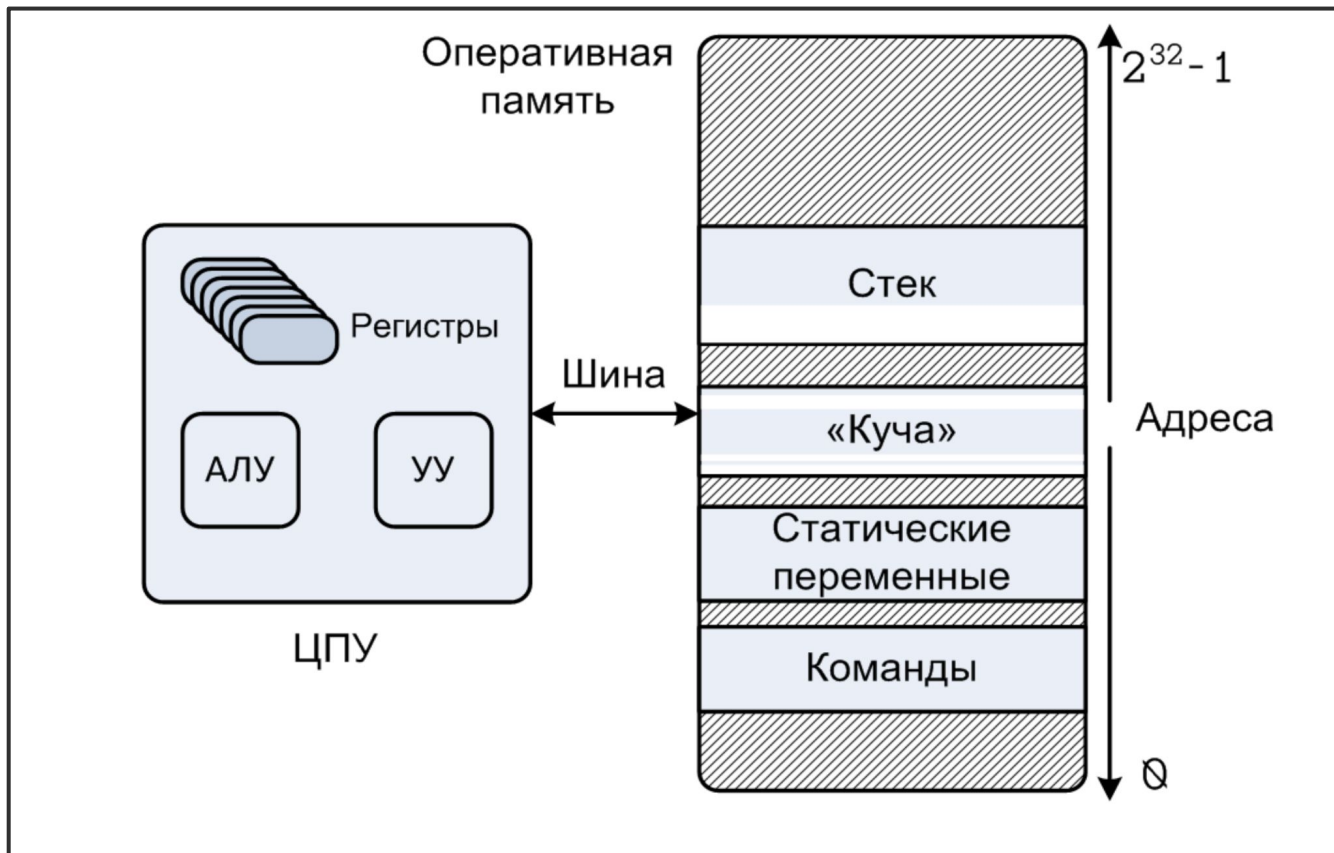 Оперативная
память
2³²-1
Стек
Регистры
Шина
«Куча»
Адреса
АЛУ
УУ
Статические
переменные
ЦПУ
Команды
0